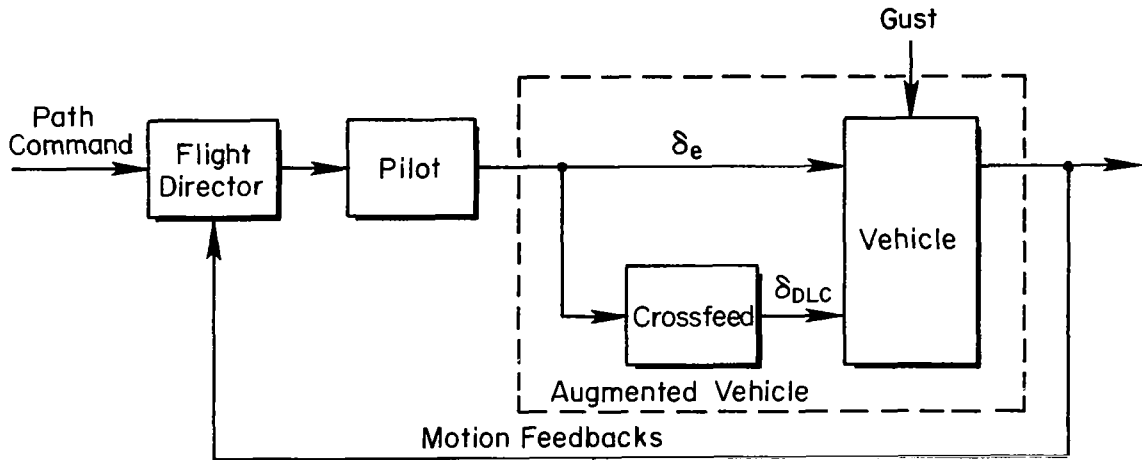 Gust
Path
Command
Flight
Director
Pilot
δe
Vehicle
Crossfeed
δDLC
Augmented Vehicle
Motion Feedbacks